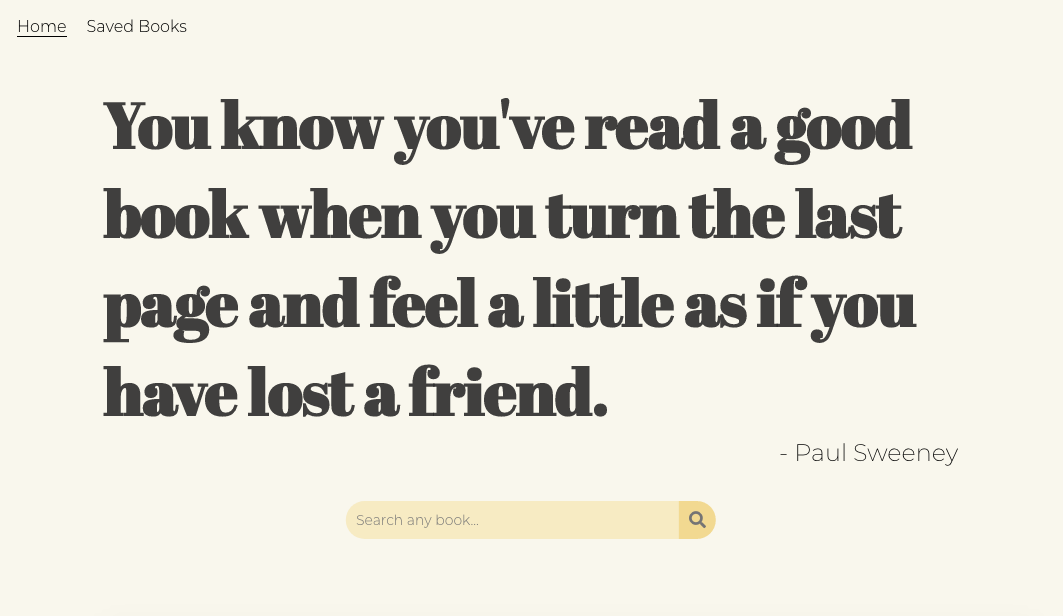 Home Saved Books
You know you've read a good
book when you turn the last
page and feel a little as if you
have lost a friend.
- Paul Sweeney
Search any book...